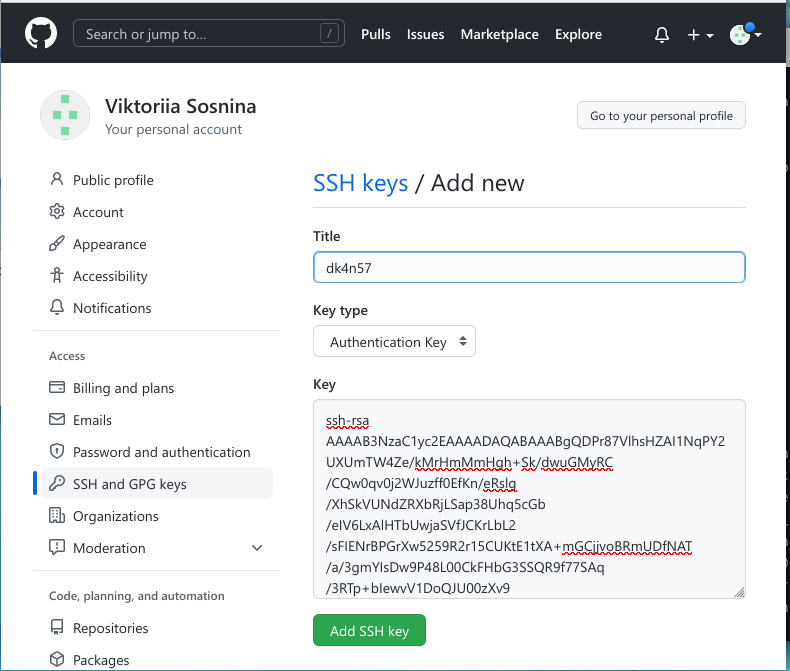 Search or jump to... /
Pulls Issues Marketplace Explore
Viktoriia Sosnina
Your personal account
Go to your personal profile
Public profile
Account
Appearance
Accessibility
Notifications
Access
Billing and plans
Emails
Password and authentication
SSH and GPG keys
Organizations
Moderation
Code, planning, and automation
Repositories
Packages
SSH keys / Add new
Title
dk4n57
Key type
Authentication Key
Key
ssh-rsa
AAAAB3NzaC1yc2EAAAADAQABAAABgQDPr87VlhsHZAI1NqPY2
UXUmTW4Ze/kMrHmMmHgh+Sk/dwuGMyRC
/CQw0qv0j2WJuzff0EfKn/eRslg
/XhSkVUNdZRXbRjLSap38Uhq5cGb
/eIV6LxAlHTbUwjaSVfJCKrLbL2
/sFIENrBPGrXw5259R2r15CUKtE1tXA+mGCjjvoBRmUDfNAT
/a/3gmYIsDw9P48L00CkFHbG3SSQR9f77SAq
/3RTp+bIewvV1DoQJU00zXv9
Add SSH key